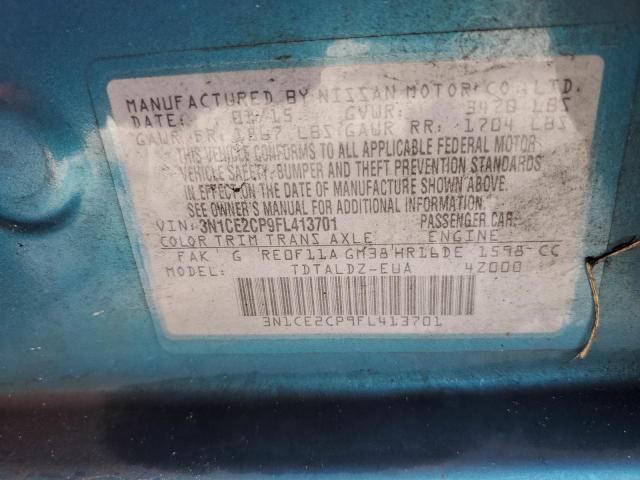 MANUFACTURED BY NISSAN MOTOR CO., LTD.
DATE: 01/15 GVWR: 3470 LBS
GAWR FR: 1867 LBS GAWR RR: 1704 LBS
THIS VEHICLE CONFORMS TO ALL APPLICABLE FEDERAL MOTOR
VEHICLE SAFETY, BUMPER AND THEFT PREVENTION STANDARDS
IN EFFECT ON THE DATE OF MANUFACTURE SHOWN ABOVE.
SEE OWNER'S MANUAL FOR ADDITIONAL INFORMATION.
VIN: 3N1CE2CP9FL413701 PASSENGER CAR
COLOR TRIM TRANS AXLE ENGINE
FAK G RE0F11A GM38 HR16DE 1598 CC
MODEL: TDTALDZ-EUA 4Z000
3N1CE2CP9FL413701